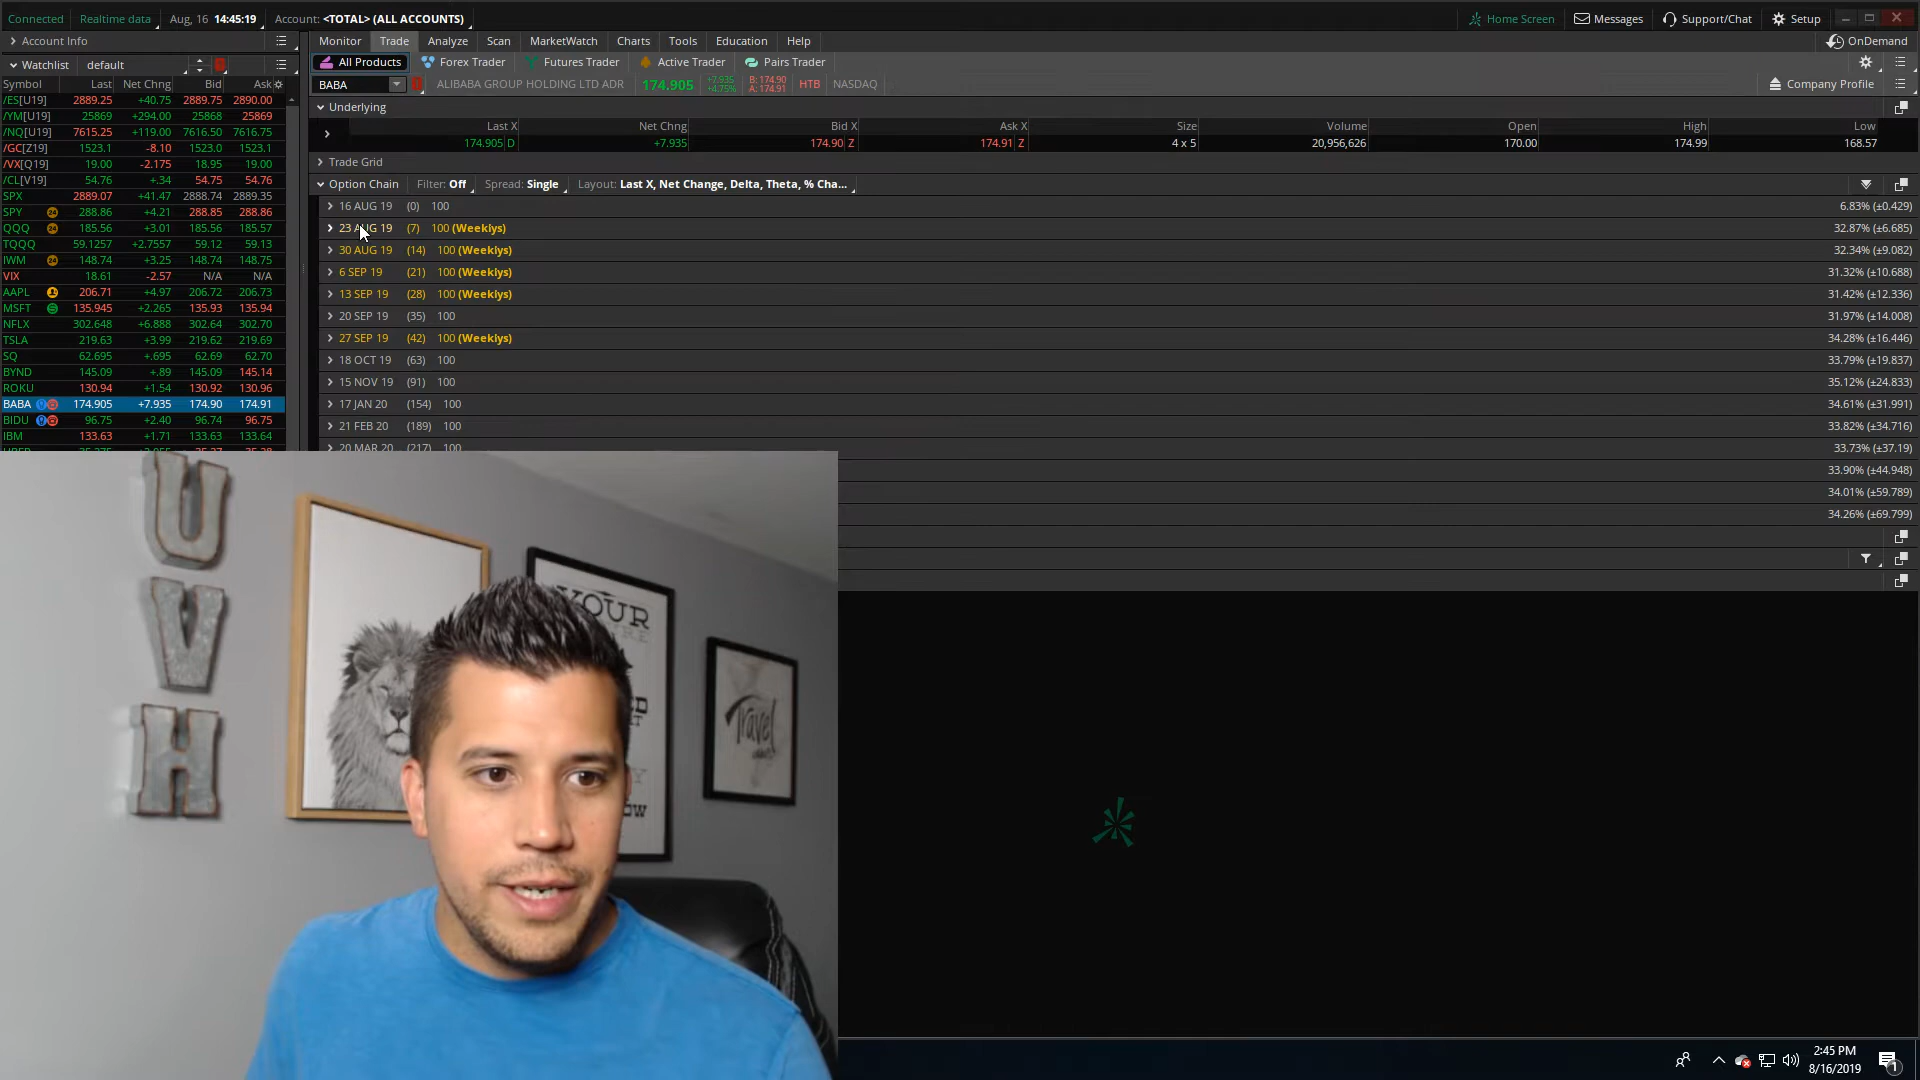 Connected Realtime data Aug, 16 14:45:19 Account: <TOTAL> (ALL ACCOUNTS) Home Screen Messages Support/Chat Setup
Account Info Monitor Trade Analyze Scan MarketWatch Charts Tools Education Help OnDemand
Watchlist default All Products Forex Trader Futures Trader Active Trader Pairs Trader
Symbol Last Net Chng Bid Ask BABA ALIBABA GROUP HOLDING LTD ADR 174.905 +7.935 +4.75% B: 174.90 A: 174.91 HTB NASDAQ Company Profile
/ES[U19] 2889.25 +40.75 2889.75 2890.00 Underlying
/YM[U19] 25869 +294.00 25868 25869 Last X Net Chng Bid X Ask X Size Volume Open High Low
/NQ[U19] 7615.25 +119.00 7616.50 7616.75
/GC[Z19] 1523.1 -8.10 1523.0 1523.1 174.905 D +7.935 174.90 Z 174.91 Z 4 x 5 20,956,626 170.00 174.99 168.57
/VX[Q19] 19.00 -2.175 18.95 19.00 Trade Grid
/CL[V19] 54.76 +.34 54.75 54.76 Option Chain Filter: Off Spread: Single Layout: Last X, Net Change, Delta, Theta, % Cha...
SPX 2889.07 +41.47 2888.74 2889.35
SPY 288.86 +4.21 288.85 288.86 16 AUG 19 (0) 100 6.83% (±0.429)
QQQ 185.56 +3.01 185.56 185.57 23 AUG 19 (7) 100 (Weeklys) 32.87% (±6.685)
TQQQ 59.1257 +2.7557 59.12 59.13 30 AUG 19 (14) 100 (Weeklys) 32.34% (±9.082)
IWM 148.74 +3.25 148.74 148.75 6 SEP 19 (21) 100 (Weeklys) 31.32% (±10.688)
VIX 18.61 -2.57 N/A N/A
AAPL 206.71 +4.97 206.72 206.73 13 SEP 19 (28) 100 (Weeklys) 31.42% (±12.336)
MSFT 135.945 +2.265 135.93 135.94 20 SEP 19 (35) 100 31.97% (±14.008)
NFLX 302.648 +6.888 302.64 302.70
TSLA 219.63 +3.99 219.62 219.69 27 SEP 19 (42) 100 (Weeklys) 34.28% (±16.446)
SQ 62.695 +.695 62.69 62.70 18 OCT 19 (63) 100 33.79% (±19.837)
BYND 145.09 +.89 145.09 145.14
ROKU 130.94 +1.54 130.92 130.96 15 NOV 19 (91) 100 35.12% (±24.833)
BABA 174.905 +7.935 174.90 174.91 17 JAN 20 (154) 100 34.61% (±31.991)
BIDU 96.75 +2.40 96.74 96.75 21 FEB 20 (189) 100 33.82% (±34.716)
IBM 133.63 +1.71 133.63 133.64
20 MAR 20 (217) 100 33.73% (±37.19)
33.90% (±44.948)
34.01% (±59.789)
34.26% (±69.799)
U
V
H
YOUR
Travel
2:45 PM
8/16/2019
1